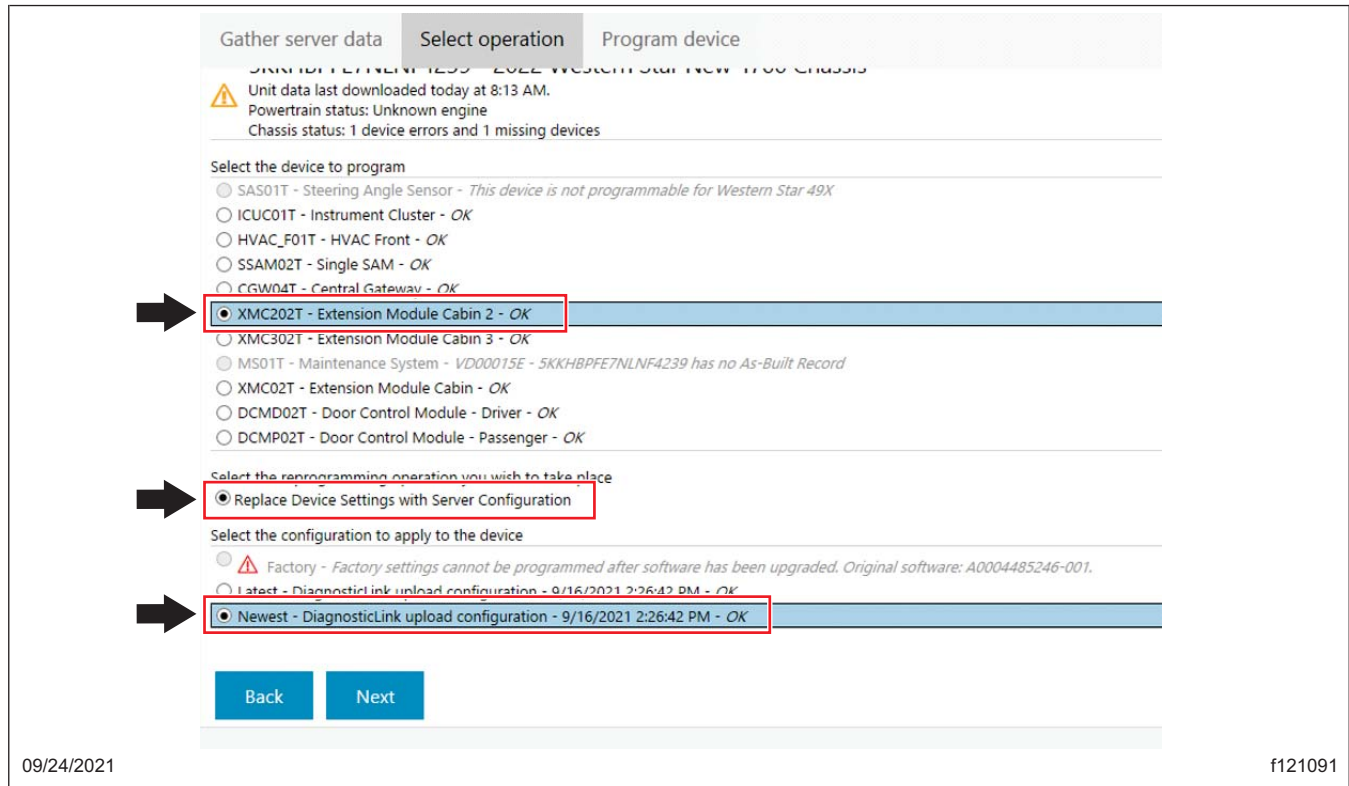 Gather server data Select operation Program device
5KKHBPFE7NLNF4239 - 2022 Western Star New 4700 Chassis
Unit data last downloaded today at 8:13 AM.
Powertrain status: Unknown engine
Chassis status: 1 device errors and 1 missing devices
Select the device to program
SAS01T - Steering Angle Sensor - This device is not programmable for Western Star 49X
ICUC01T - Instrument Cluster - OK
HVAC_F01T - HVAC Front - OK
SSAM02T - Single SAM - OK
CGW04T - Central Gateway - OK
XMC202T - Extension Module Cabin 2 - OK
XMC302T - Extension Module Cabin 3 - OK
MS01T - Maintenance System - VD00015E - 5KKHBPFE7NLNF4239 has no As-Built Record
XMC02T - Extension Module Cabin - OK
DCMD02T - Door Control Module - Driver - OK
DCMP02T - Door Control Module - Passenger - OK
Select the reprogramming operation you wish to take place
Replace Device Settings with Server Configuration
Select the configuration to apply to the device
Factory - Factory settings cannot be programmed after software has been upgraded. Original software: A0004485246-001.
Latest - DiagnosticLink upload configuration - 9/16/2021 2:26:42 PM - OK
Newest - DiagnosticLink upload configuration - 9/16/2021 2:26:42 PM - OK
Back Next
09/24/2021 f121091